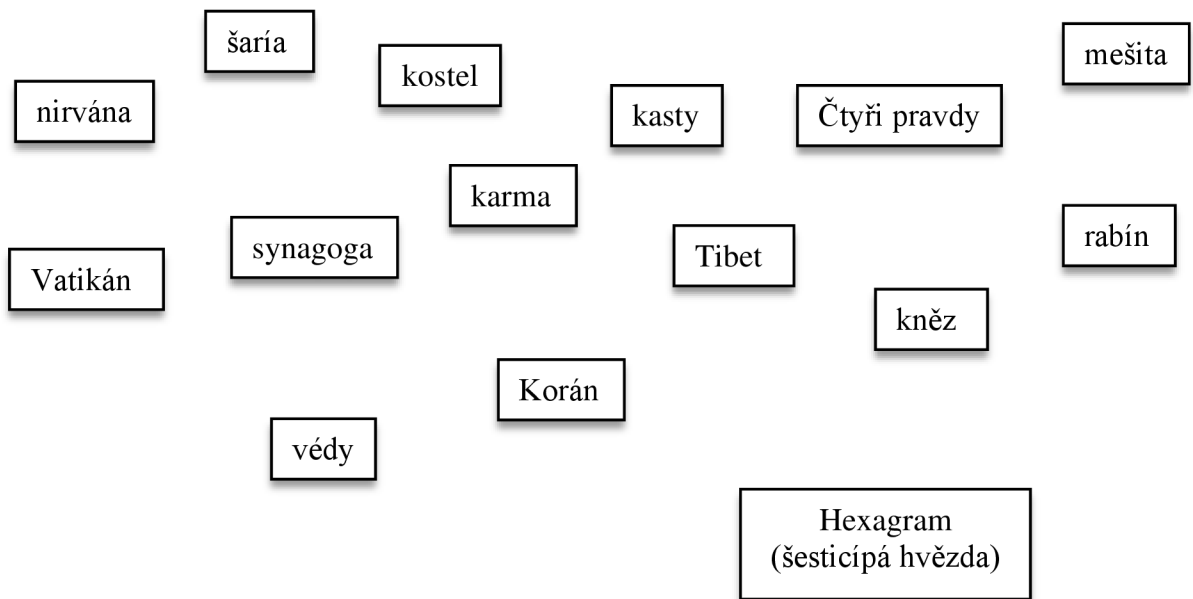 šaría
mešita
kostel
nirvána
kasty
Čtyři pravdy
karma
rabín
synagoga
Tibet
Vatikán
kněz
Korán
védy
Hexagram
(šesticípá hvězda)